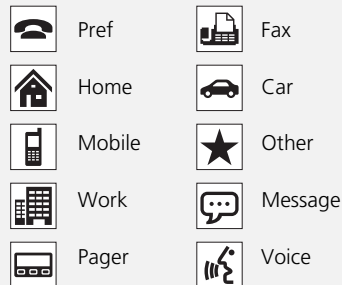 Pref
Fax
Home
Car
Mobile
Other
Work
Message
Pager
Voice